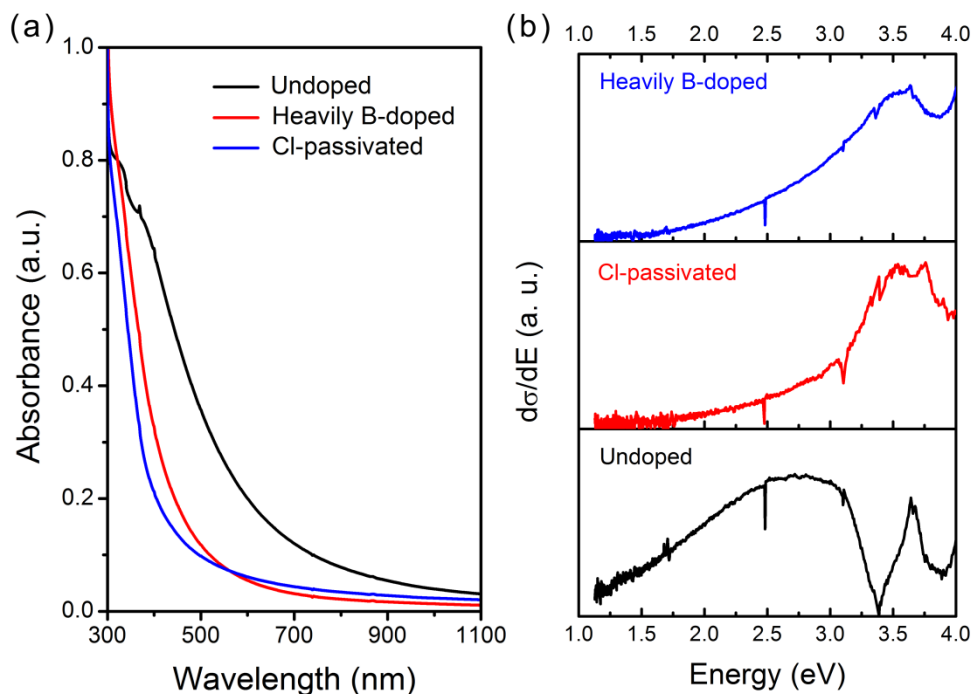 (a)
1.0
0.8
0.6
0.4
0.2
0.0
Absorbance (a.u.)
Undoped
Heavily B-doped
Cl-passivated
300 500 700 900 1100
Wavelength (nm)
(b)
1.0 1.5 2.0 2.5 3.0 3.5 4.0
Heavily B-doped
Cl-passivated
Undoped
dσ/dE (a. u.)
1.0 1.5 2.0 2.5 3.0 3.5 4.0
Energy (eV)